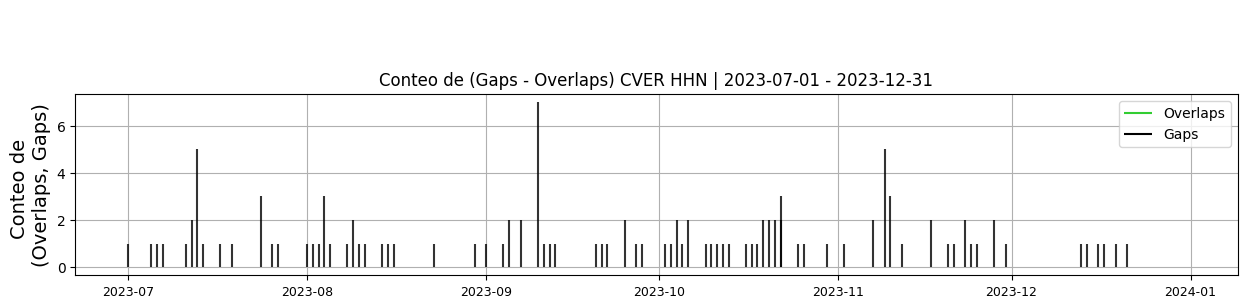 Conteo de (Gaps - Overlaps) CVER HHN | 2023-07-01 - 2023-12-31
Conteo de
(Overlaps, Gaps)
6
4
2
0
Overlaps
Gaps
2023-07
2023-08
2023-09
2023-10
2023-11
2023-12
2024-01